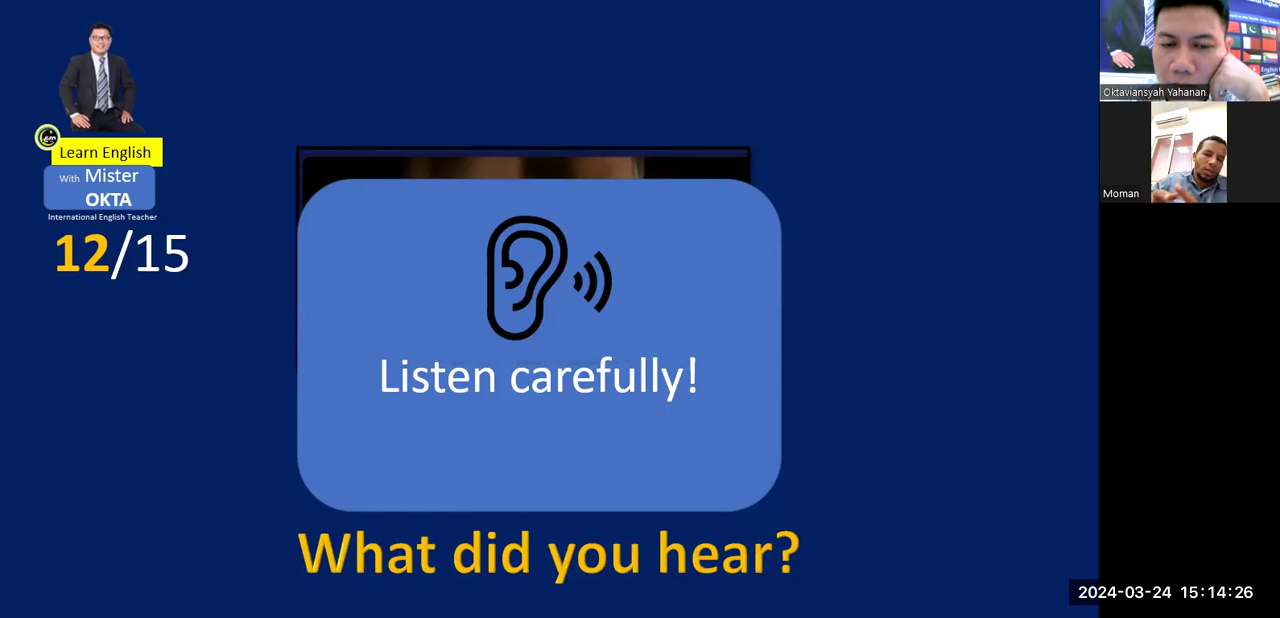 Learn English
With Mister
OKTA
International English Teacher
12/15
Listen carefully!
What did you hear?
Oktaviansyah Yahanan
Moman
2024-03-24 15:14:26